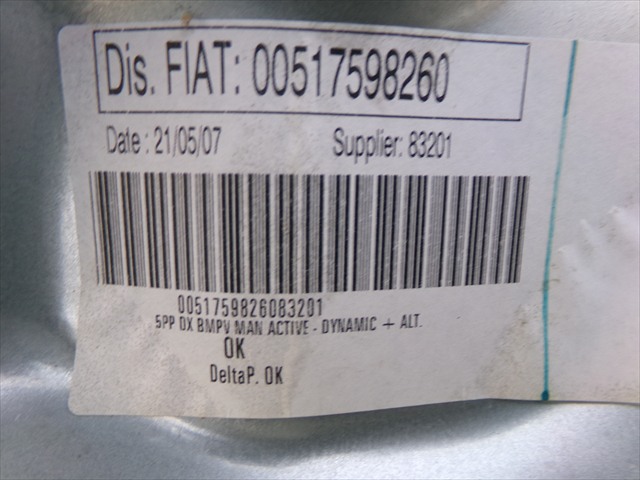 Dis. FIAT: 00517598260
Date : 21/05/07 Supplier: 83201
0051759826083201
5PP DX BMPV MAN ACTIVE - DYNAMIC + ALT.
OK
DeltaP. OK